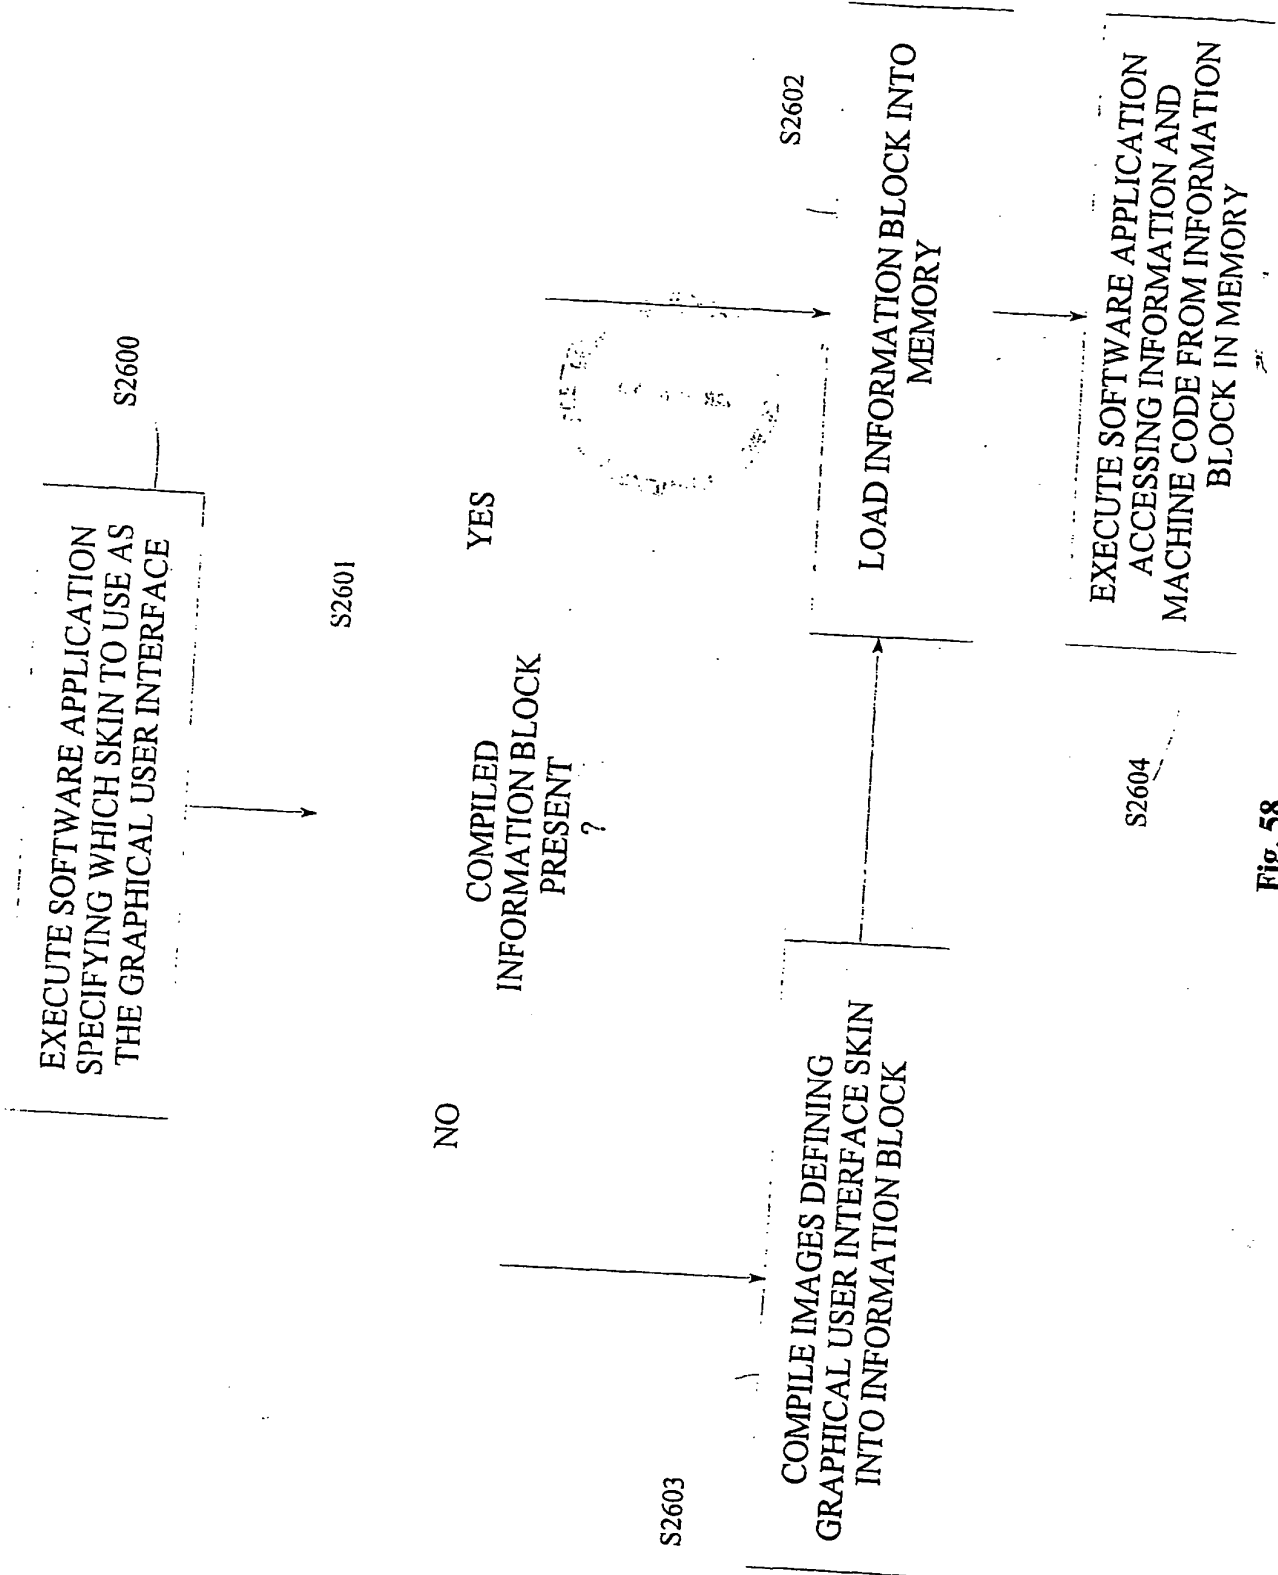 S2600
EXECUTE SOFTWARE APPLICATION
SPECIFYING WHICH SKIN TO USE AS
THE GRAPHICAL USER INTERFACE
S2601
COMPILED
INFORMATION BLOCK
PRESENT
?
NO
YES
S2602
LOAD INFORMATION BLOCK INTO
MEMORY
S2603
COMPILE IMAGES DEFINING
GRAPHICAL USER INTERFACE SKIN
INTO INFORMATION BLOCK
EXECUTE SOFTWARE APPLICATION
ACCESSING INFORMATION AND
MACHINE CODE FROM INFORMATION
BLOCK IN MEMORY
S2604
Fig. 58